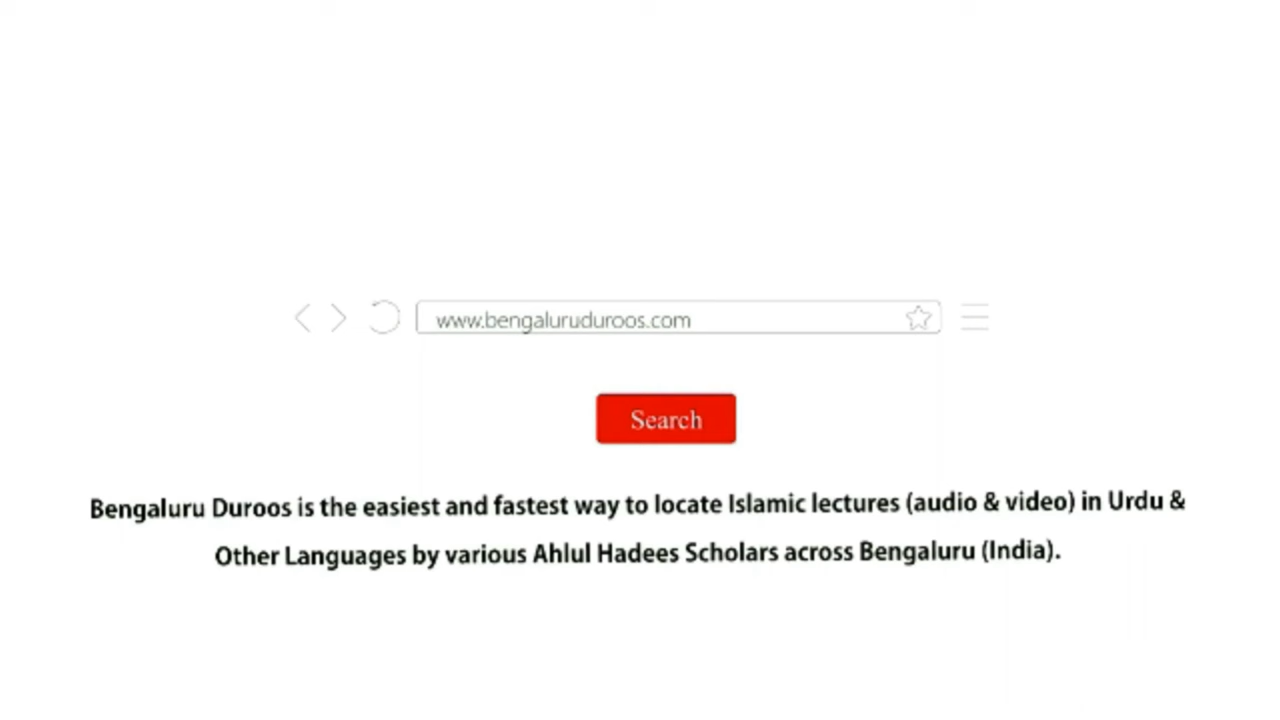 www.bengaluruduroos.com
Search
Bengaluru Duroos is the easiest and fastest way to locate Islamic lectures (audio & video) in Urdu &
Other Languages by various Ahlul Hadees Scholars across Bengaluru (India).